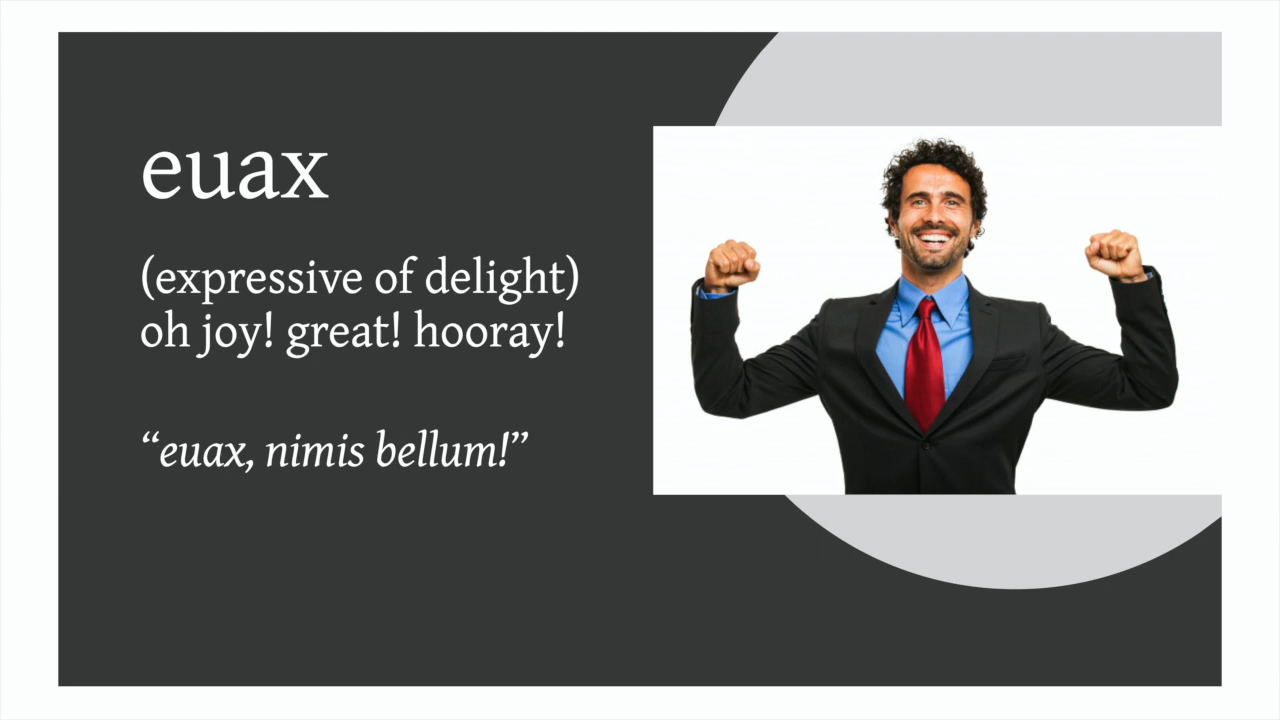 euax
(expressive of delight)
oh joy! great! hooray!
“euax, nimis bellum!”